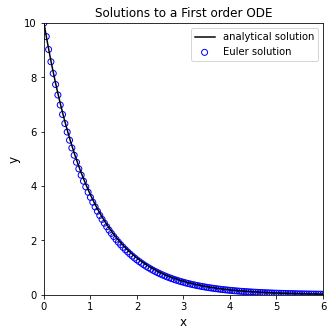 Solutions to a First order ODE
analytical solution
Euler solution
10
8
6
4
2
0
y
0 1 2 3 4 5 6
x